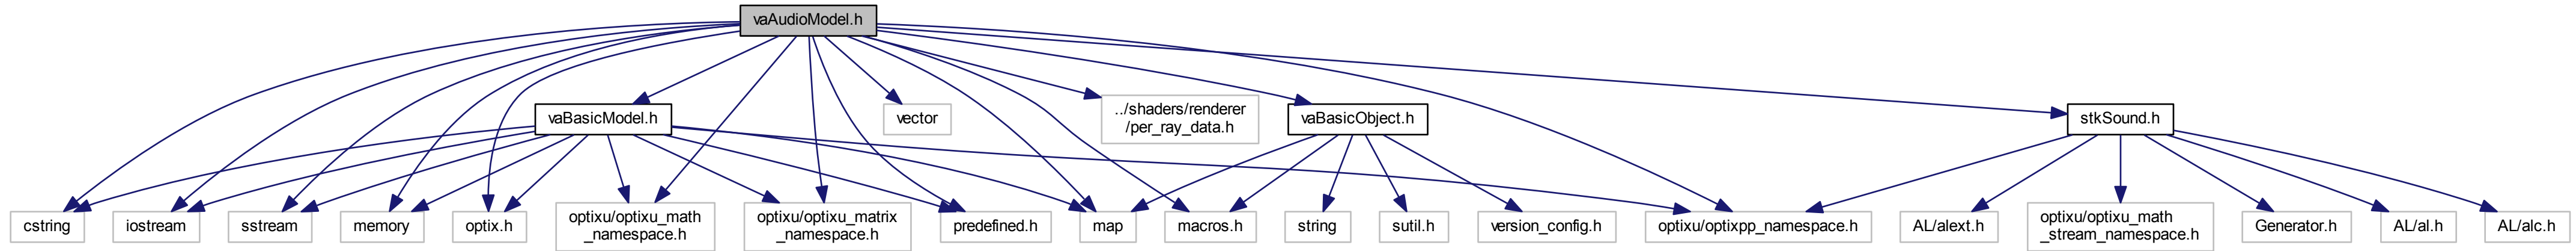 vaAudioModel.h
vaBasicModel.h
vector
../shaders/renderer
/per_ray_data.h
vaBasicObject.h
stkSound.h
cstring
iostream
sstream
memory
optix.h
optixu/optixu_math
_namespace.h
optixu/optixu_matrix
_namespace.h
predefined.h
map
macros.h
string
sutil.h
version_config.h
optixu/optixpp_namespace.h
AL/alext.h
optixu/optixu_math
_stream_namespace.h
Generator.h
AL/al.h
AL/alc.h